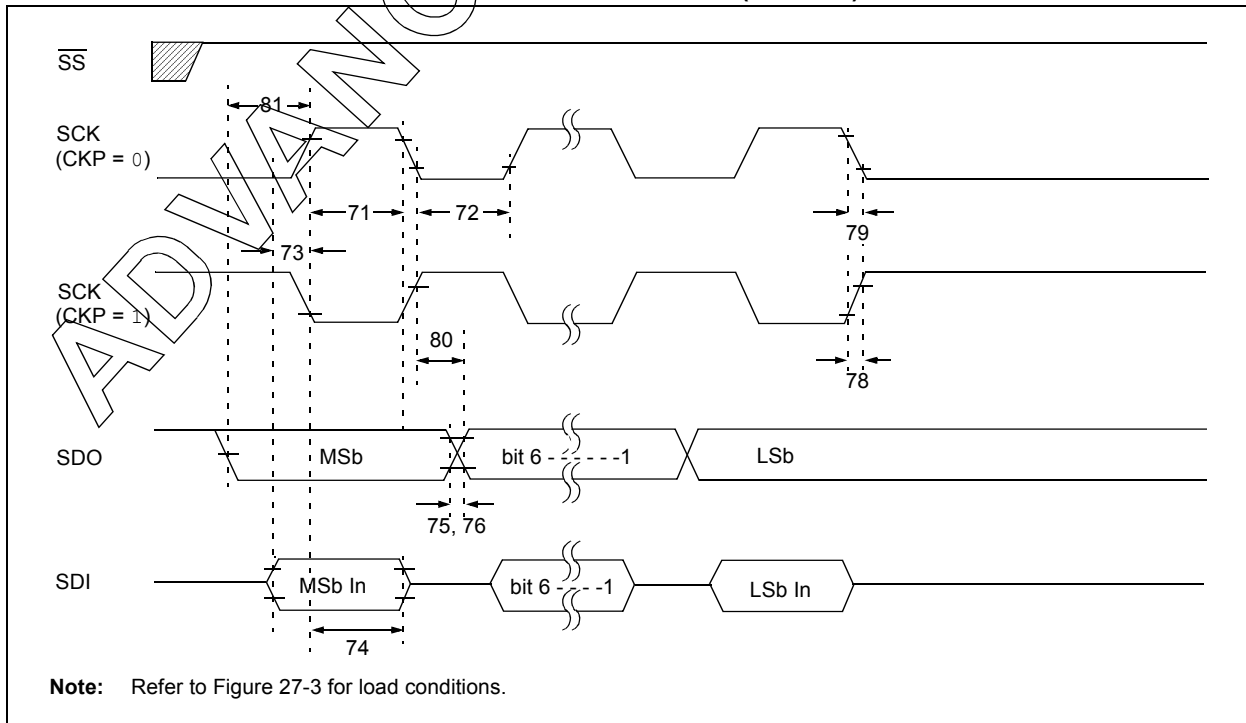 SS
81
SCK
(CKP = 0)
71
72
79
73
SCK
(CKP = 1)
80
78
SDO
MSb
bit 6 - - - - - - -1
LSb
75, 76
SDI
MSb In
bit 6 - - - - -1
LSb In
74
Note: Refer to Figure 27-3 for load conditions.